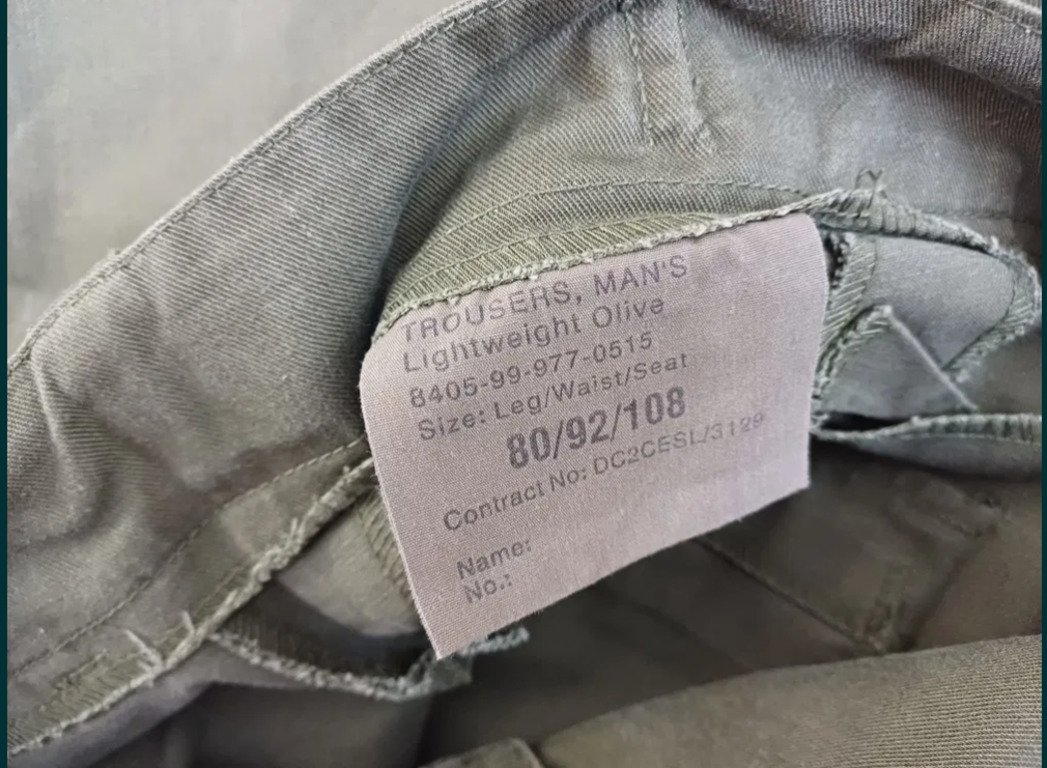 TROUSERS, MAN'S
Lightweight Olive
8405-99-977-0515
Size: Leg/Waist/Seat
80/92/108
Contract No: DC2CESL/3129
Name:
No.: